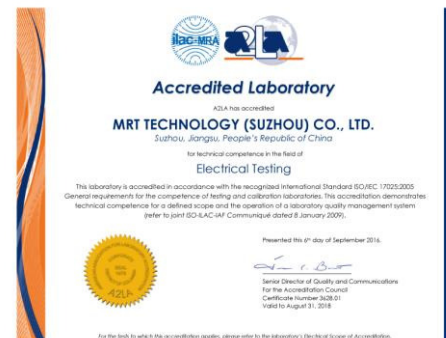 ilac-MRA
A2LA
Accredited Laboratory
A2LA has accredited
MRT TECHNOLOGY (SUZHOU) CO., LTD.
Suzhou, Jiangsu, People's Republic of China
for technical competence in the field of
Electrical Testing
This laboratory is accredited in accordance with the recognized International Standard ISO/IEC 17025:2005
General requirements for the competence of testing and calibration laboratories. This accreditation demonstrates
technical competence for a defined scope and the operation of a laboratory quality management system
(refer to joint ISO-ILAC-IAF Communiqué dated 8 January 2009).
Presented this 6th day of September 2016.
Senior Director of Quality and Communications
For the Accreditation Council
Certificate Number 3628.01
Valid to August 31, 2018
SEAL
1978
A2LA
For the tests to which this accreditation applies, please refer to the laboratory's Electrical Scope of Accreditation.